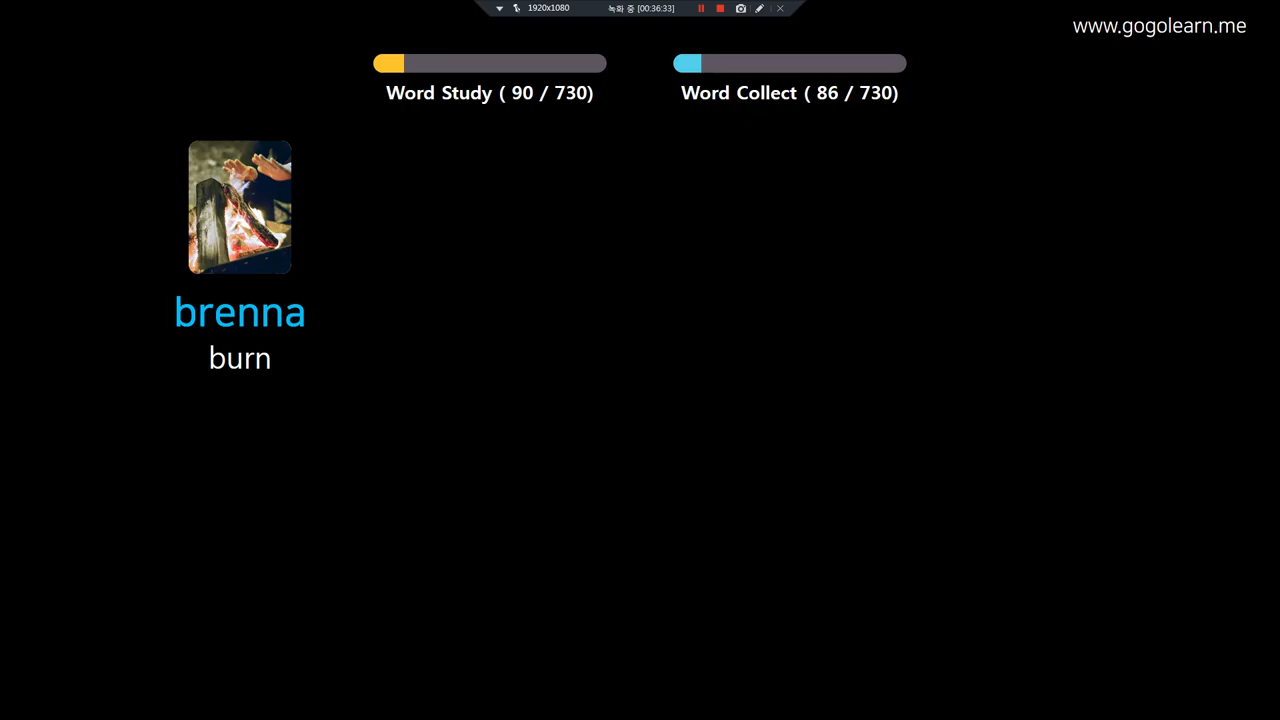 1920x1080 녹화 중 [00:36:33]
www.gogolearn.me
Word Study ( 90 / 730) Word Collect ( 86 / 730)
brenna
burn